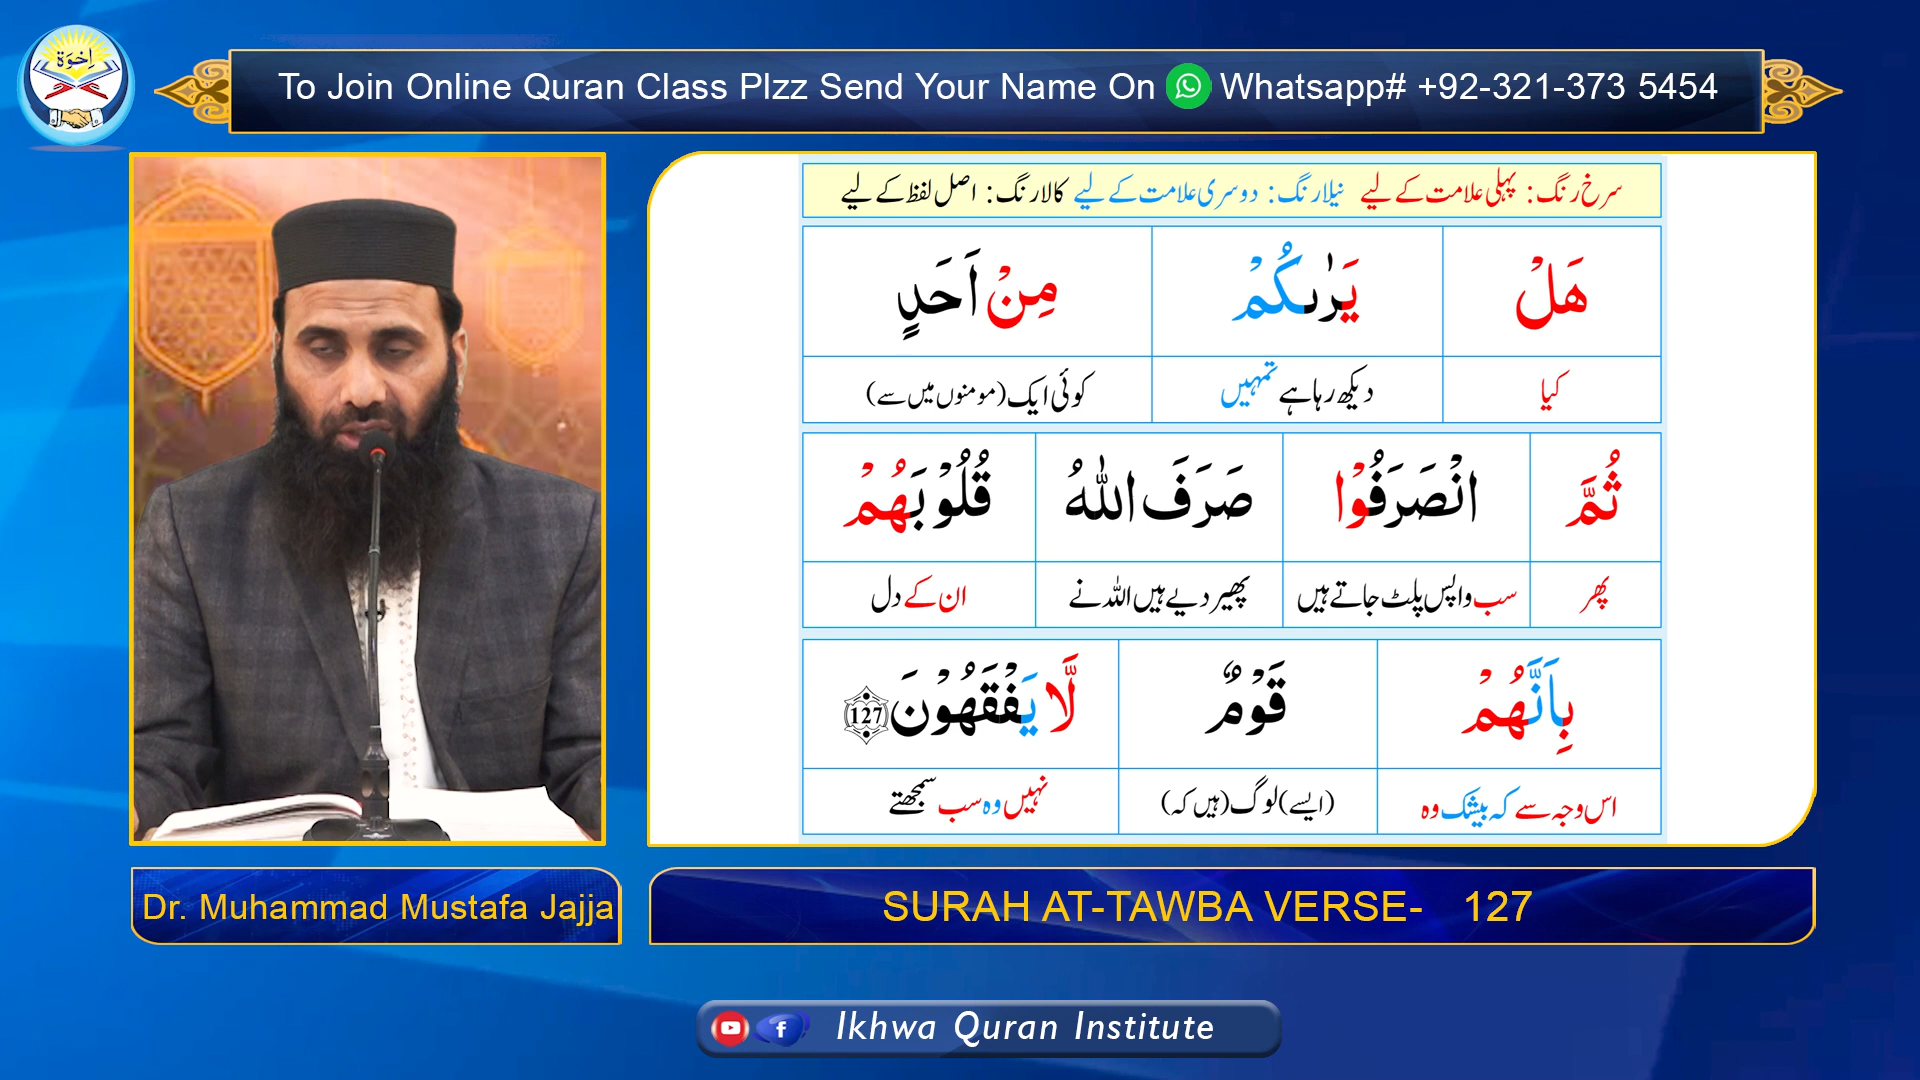 اِخوَة
To Join Online Quran Class Plzz Send Your Name On Whatsapp# +92-321-373 5454
سرخ رنگ: پہلی علامت کے لیے نیلا رنگ: دوسری علامت کے لیے کالا رنگ: اصل لفظ کے لیے
هَلْ يَرٰىكُمْ مِنْ اَحَدٍ
کیا دیکھ رہا ہے تمہیں کوئی ایک (مومنوں میں سے)
ثُمَّ انْصَرَفُوْا صَرَفَ اللّٰهُ قُلُوْبَهُمْ
پھر سب واپس پلٹ جاتے ہیں پھیر دیے ہیں اللہ نے ان کے دل
بِاَنَّهُمْ قَوْمٌ لَّا يَفْقَهُوْنَ 127
اس وجہ سے کہ بیشک وہ (ایسے) لوگ (ہیں کہ) نہیں وہ سب سمجھتے
Dr. Muhammad Mustafa Jajja
SURAH AT-TAWBA VERSE- 127
Ikhwa Quran Institute